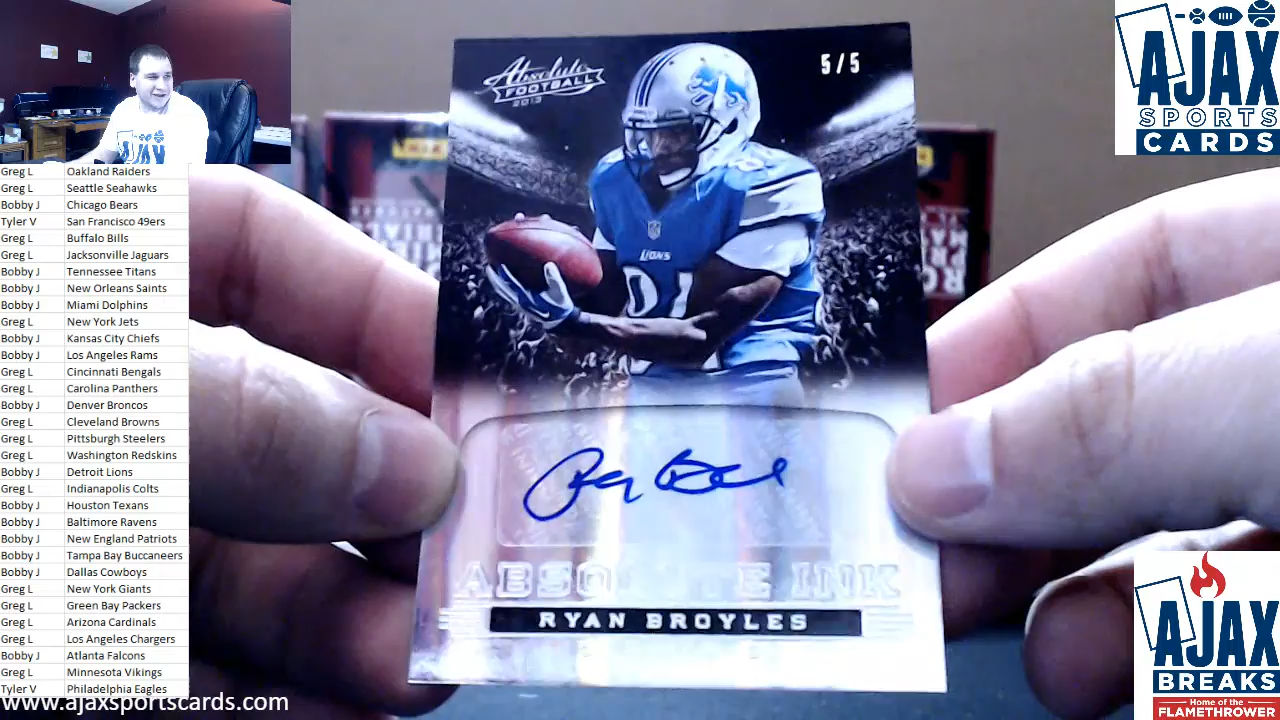 Greg L Oakland Raiders
Greg L Seattle Seahawks
Bobby J Chicago Bears
Tyler V San Francisco 49ers
Greg L Buffalo Bills
Greg L Jacksonville Jaguars
Bobby J Tennessee Titans
Bobby J New Orleans Saints
Bobby J Miami Dolphins
Greg L New York Jets
Bobby J Kansas City Chiefs
Bobby J Los Angeles Rams
Greg L Cincinnati Bengals
Greg L Carolina Panthers
Bobby J Denver Broncos
Greg L Cleveland Browns
Greg L Pittsburgh Steelers
Greg L Washington Redskins
Bobby J Detroit Lions
Greg L Indianapolis Colts
Bobby J Houston Texans
Bobby J Baltimore Ravens
Bobby J New England Patriots
Bobby J Tampa Bay Buccaneers
Bobby J Dallas Cowboys
Greg L New York Giants
Greg L Green Bay Packers
Greg L Arizona Cardinals
Greg L Los Angeles Chargers
Bobby J Atlanta Falcons
Greg L Minnesota Vikings
Tyler V Philadelphia Eagles
www.ajaxsportscards.com
AJAX
Absolute
FOOTBALL
2013
5/5
LIONS
ABSOLUTE INK
RYAN BROYLES
AJAX
SPORTS
CARDS
AJAX
BREAKS
Home of the
FLAMETHROWER